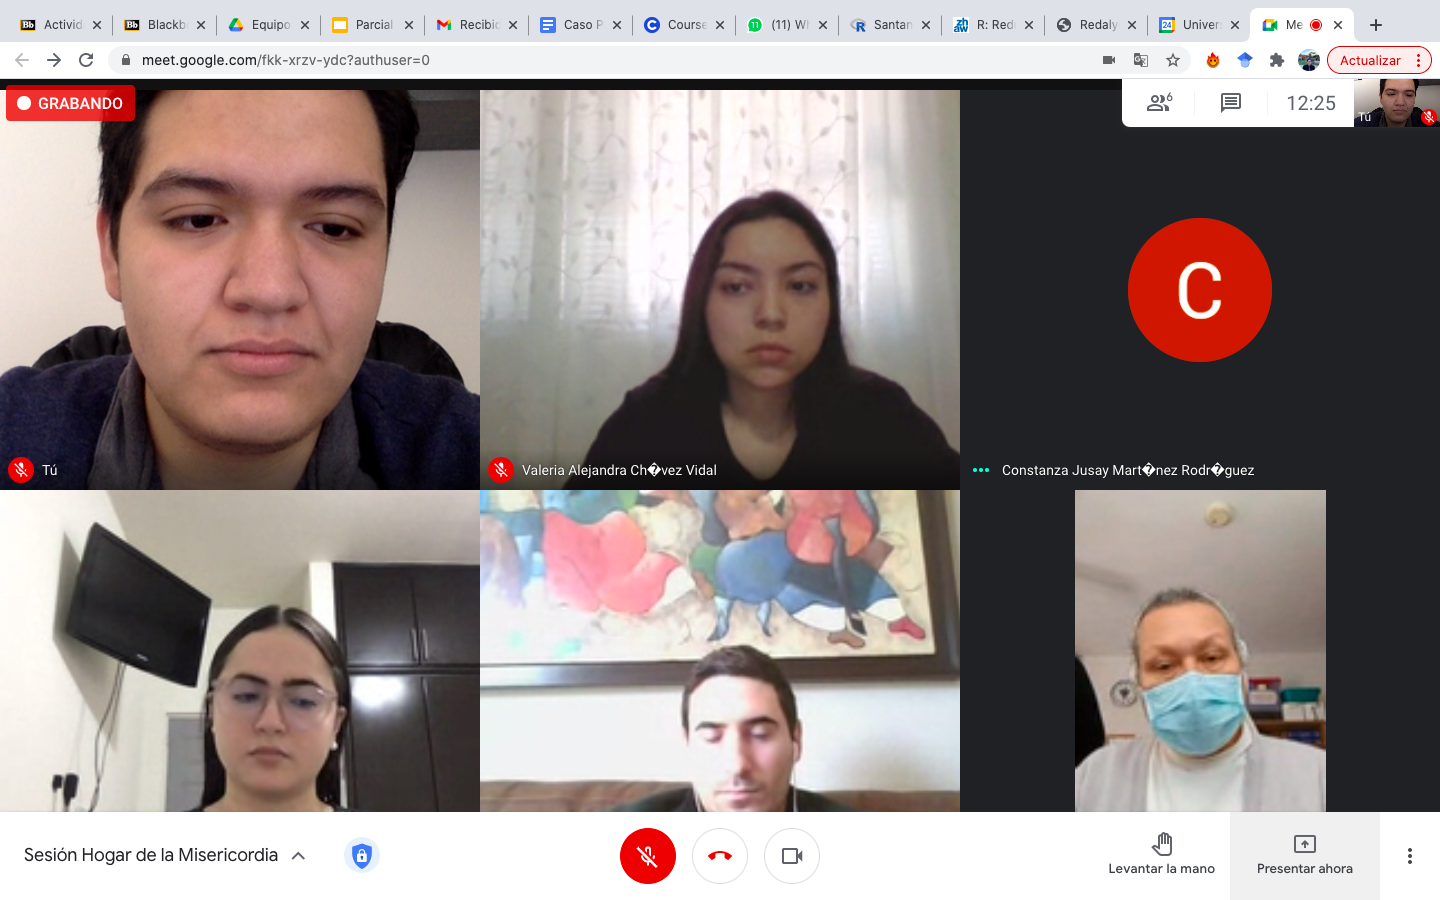 Activid
Blackb
Equipo
Parcial
Recibid
Caso P
Course
(11) Wh
Santan
R: Red
Redaly
Univer
Me
meet.google.com/fkk-xrzv-ydc?authuser=0
Actualizar
GRABANDO
6
12:25
Tú
C
Tú
Valeria Alejandra Ch�vez Vidal
Constanza Jusay Mart�nez Rodr�guez
Sesión Hogar de la Misericordia
Levantar la mano
Presentar ahora